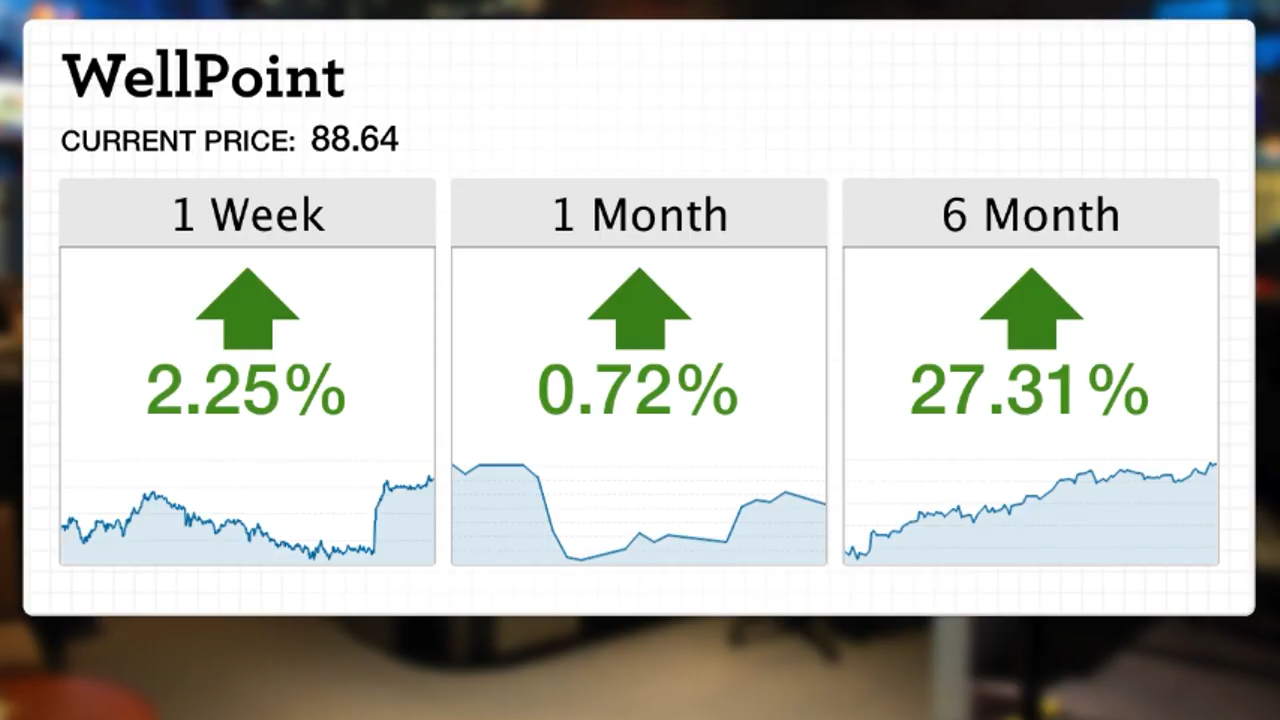 WellPoint
CURRENT PRICE: 88.64
1 Week
1 Month
6 Month
2.25%
0.72%
27.31%